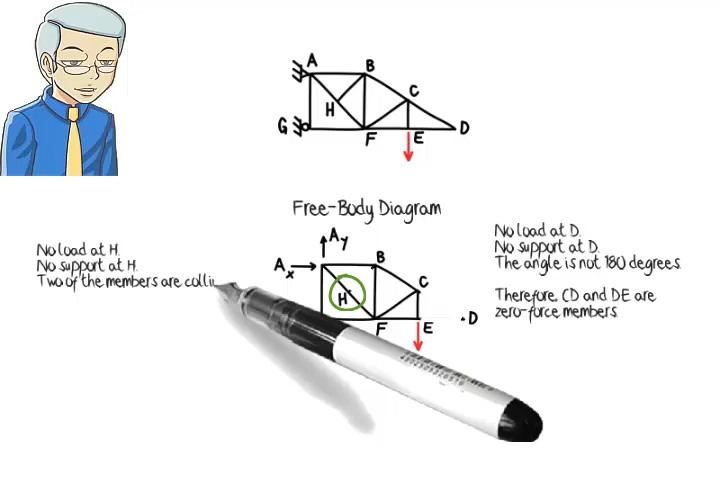 A
B
C
H
G
F
E
D
Free-Body Diagram
No load at H.
No support at H.
Two of the members are
Ay
Ax
B
C
H
F
E
D
No load at D.
No support at D.
The angle is not 180 degrees.
Therefore, CD and DE are
zero-force members.